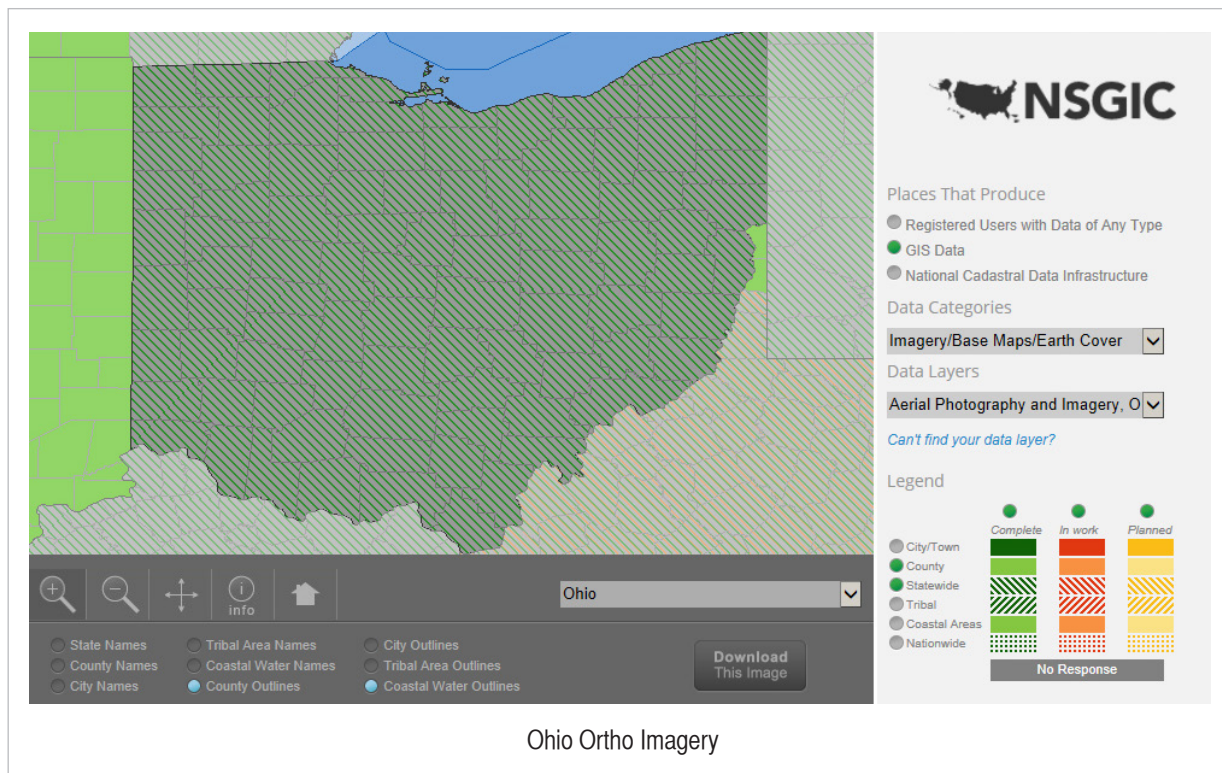 NSGIC
Places That Produce
Registered Users with Data of Any Type
GIS Data
National Cadastral Data Infrastructure
Data Categories
Imagery/Base Maps/Earth Cover
Data Layers
Aerial Photography and Imagery, O
Can't find your data layer?
Legend
Complete In work Planned
City/Town
County
Statewide
Tribal
Coastal Areas
Nationwide
No Response
info
Ohio
State Names Tribal Area Names City Outlines
County Names Coastal Water Names Tribal Area Outlines
City Names County Outlines Coastal Water Outlines
Download
This Image
Ohio Ortho Imagery